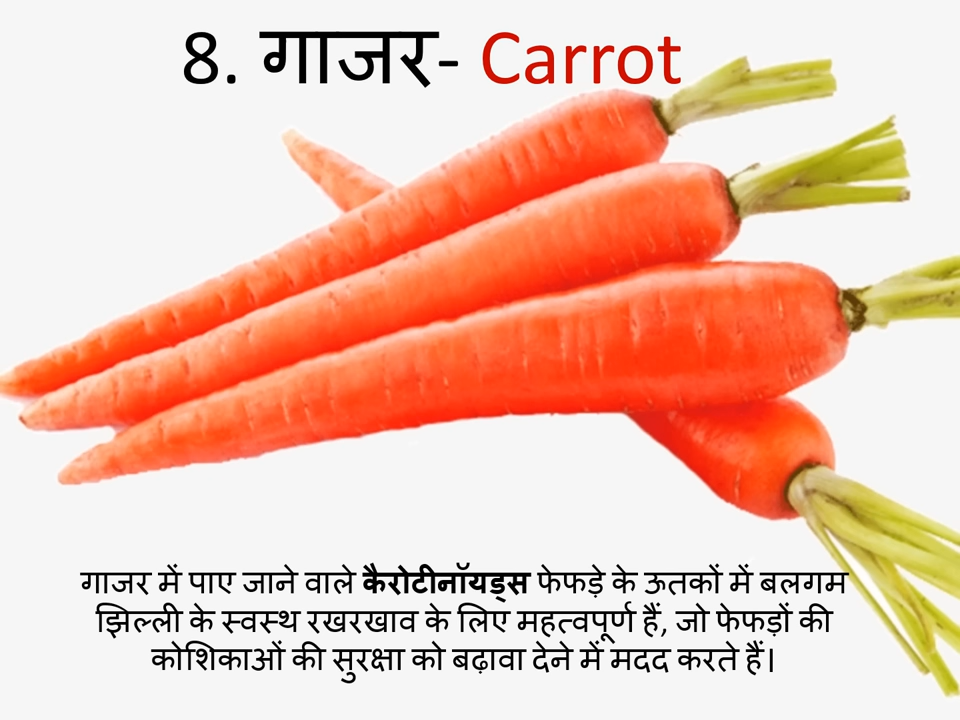 8. गाजर- Carrot
गाजर में पाए जाने वाले कैरोटीनॉयड्स फेफड़े के ऊतकों में बलगम
झिल्ली के स्वस्थ रखरखाव के लिए महत्वपूर्ण हैं, जो फेफड़ों की
कोशिकाओं की सुरक्षा को बढ़ावा देने में मदद करते हैं।